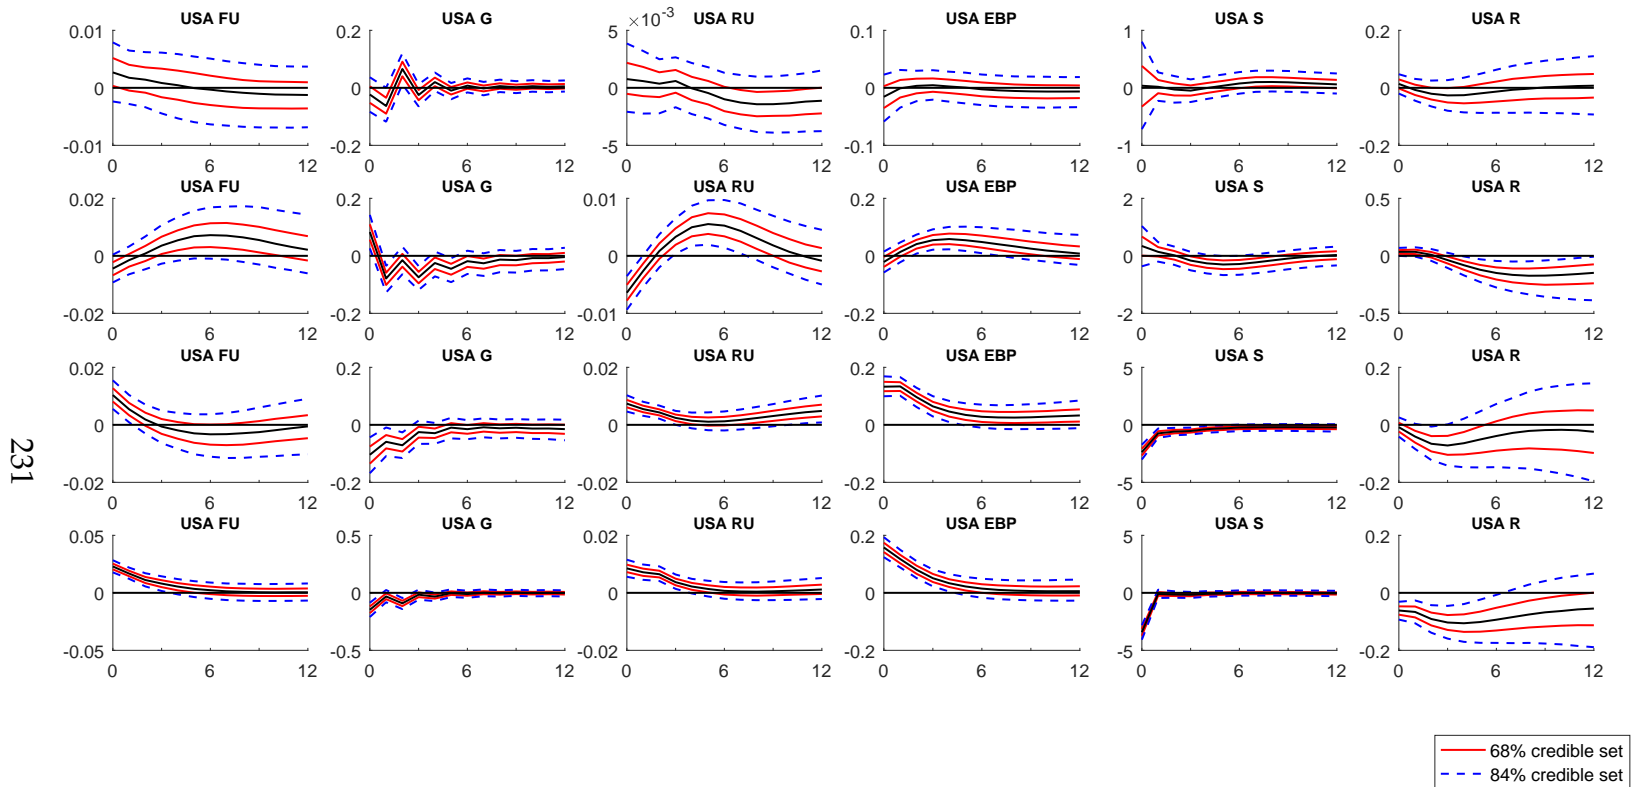 USA FU USA G USA RU USA EBP USA S USA R
0.01 0.2 ×10⁻³ 5 0.1 1 0.2
0 0 0 0 0 0
-0.01 -0.2 -5 -0.1 -1 -0.2
0 6 12 0 6 12 0 6 12 0 6 12 0 6 12 0 6 12
USA FU USA G USA RU USA EBP USA S USA R
0.02 0.2 0.01 0.2 2 0.5
0 0 0 0 0 0
-0.02 -0.2 -0.01 -0.2 -2 -0.5
0 6 12 0 6 12 0 6 12 0 6 12 0 6 12 0 6 12
USA FU USA G USA RU USA EBP USA S USA R
0.02 0.2 0.02 0.2 5 0.2
0 0 0 0 0 0
-0.02 -0.2 -0.02 -0.2 -5 -0.2
0 6 12 0 6 12 0 6 12 0 6 12 0 6 12 0 6 12
USA FU USA G USA RU USA EBP USA S USA R
0.05 0.5 0.02 0.2 5 0.2
0 0 0 0 0 0
-0.05 -0.5 -0.02 -0.2 -5 -0.2
0 6 12 0 6 12 0 6 12 0 6 12 0 6 12 0 6 12
68% credible set
84% credible set
231